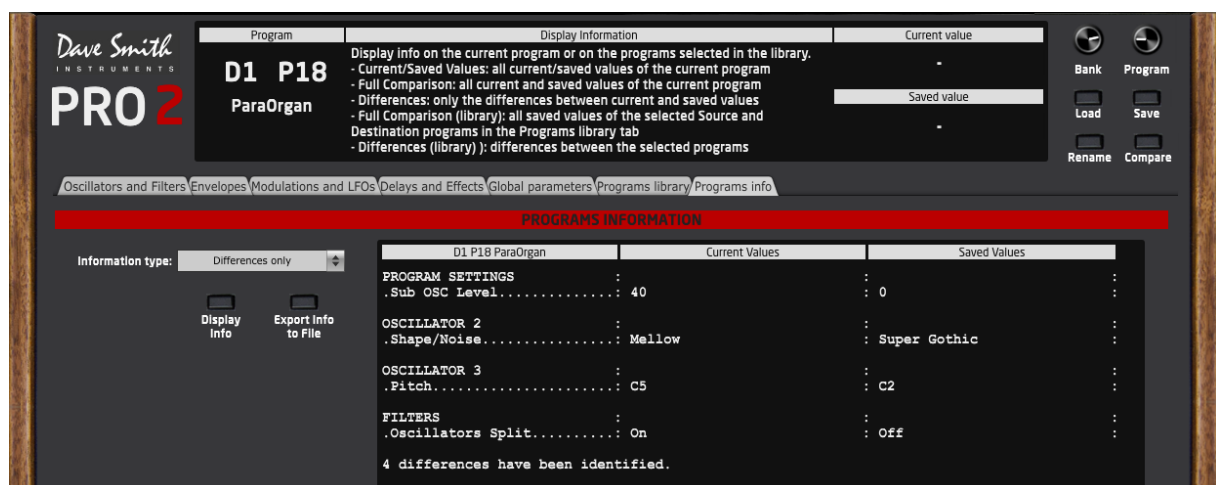 Dave Smith
INSTRUMENTS
PRO 2
Program
D1 P18
ParaOrgan
Display Information
Display info on the current program or on the programs selected in the library.
- Current/Saved Values: all current/saved values of the current program
- Full Comparison: all current and saved values of the current program
- Differences: only the differences between current and saved values
- Full Comparison (library): all saved values of the selected Source and
Destination programs in the Programs library tab
- Differences (library) ): differences between the selected programs
Current value
-
Saved value
-
Bank Program
Load Save
Rename Compare
Oscillators and Filters Envelopes Modulations and LFOs Delays and Effects Global parameters Programs library Programs info
PROGRAMS INFORMATION
Information type: Differences only
Display
Info
Export Info
to File
D1 P18 ParaOrgan Current Values Saved Values
PROGRAM SETTINGS : : :
.Sub OSC Level..............: 40 : 0 :
OSCILLATOR 2 : : :
.Shape/Noise................: Mellow : Super Gothic :
OSCILLATOR 3 : : :
.Pitch......................: C5 : C2 :
FILTERS : : :
.Oscillators Split..........: On : Off :
4 differences have been identified.